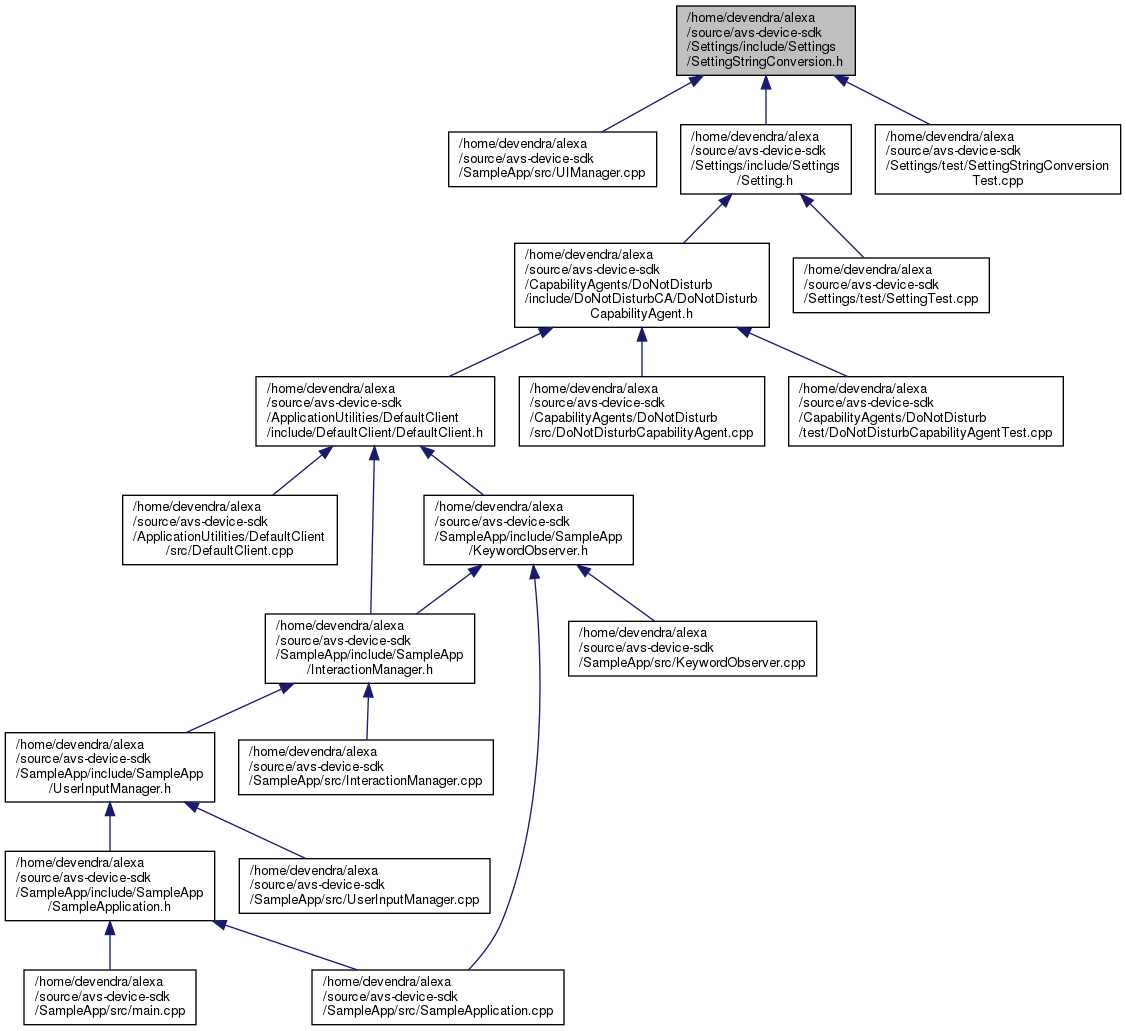 /home/devendra/alexa
/source/avs-device-sdk
/Settings/include/Settings
/SettingStringConversion.h
/home/devendra/alexa
/source/avs-device-sdk
/SampleApp/src/UIManager.cpp
/home/devendra/alexa
/source/avs-device-sdk
/Settings/include/Settings
/Setting.h
/home/devendra/alexa
/source/avs-device-sdk
/Settings/test/SettingStringConversion
Test.cpp
/home/devendra/alexa
/source/avs-device-sdk
/CapabilityAgents/DoNotDisturb
/include/DoNotDisturbCA/DoNotDisturb
CapabilityAgent.h
/home/devendra/alexa
/source/avs-device-sdk
/Settings/test/SettingTest.cpp
/home/devendra/alexa
/source/avs-device-sdk
/ApplicationUtilities/DefaultClient
/include/DefaultClient/DefaultClient.h
/home/devendra/alexa
/source/avs-device-sdk
/CapabilityAgents/DoNotDisturb
/src/DoNotDisturbCapabilityAgent.cpp
/home/devendra/alexa
/source/avs-device-sdk
/CapabilityAgents/DoNotDisturb
/test/DoNotDisturbCapabilityAgentTest.cpp
/home/devendra/alexa
/source/avs-device-sdk
/ApplicationUtilities/DefaultClient
/src/DefaultClient.cpp
/home/devendra/alexa
/source/avs-device-sdk
/SampleApp/include/SampleApp
/KeywordObserver.h
/home/devendra/alexa
/source/avs-device-sdk
/SampleApp/include/SampleApp
/InteractionManager.h
/home/devendra/alexa
/source/avs-device-sdk
/SampleApp/src/KeywordObserver.cpp
/home/devendra/alexa
/source/avs-device-sdk
/SampleApp/include/SampleApp
/UserInputManager.h
/home/devendra/alexa
/source/avs-device-sdk
/SampleApp/src/InteractionManager.cpp
/home/devendra/alexa
/source/avs-device-sdk
/SampleApp/include/SampleApp
/SampleApplication.h
/home/devendra/alexa
/source/avs-device-sdk
/SampleApp/src/UserInputManager.cpp
/home/devendra/alexa
/source/avs-device-sdk
/SampleApp/src/main.cpp
/home/devendra/alexa
/source/avs-device-sdk
/SampleApp/src/SampleApplication.cpp